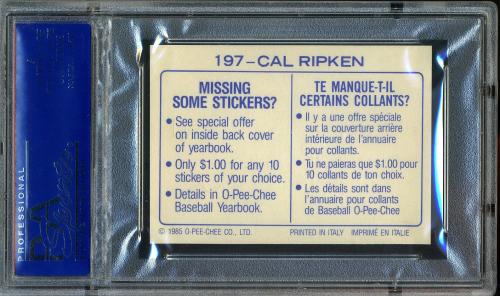 197-CAL RIPKEN
MISSING
SOME STICKERS?
• See special offer
on inside back cover
of yearbook.
• Only $1.00 for any 10
stickers of your choice.
• Details in O-Pee-Chee
Baseball Yearbook.
TE MANQUE-T-IL
CERTAINS COLLANTS?
• Il y a une offre spéciale
sur la couverture arrière
intérieure de l'annuaire
pour collants.
• Tu ne paieras que $1.00 pour
10 collants de ton choix.
• Les détails sont dans
l'annuaire pour collants
de Baseball O-Pee-Chee
© 1985 O-PEE-CHEE CO., LTD.
PRINTED IN ITALY IMPRIMÉ EN ITALIE
PROFESSIONAL
PSA